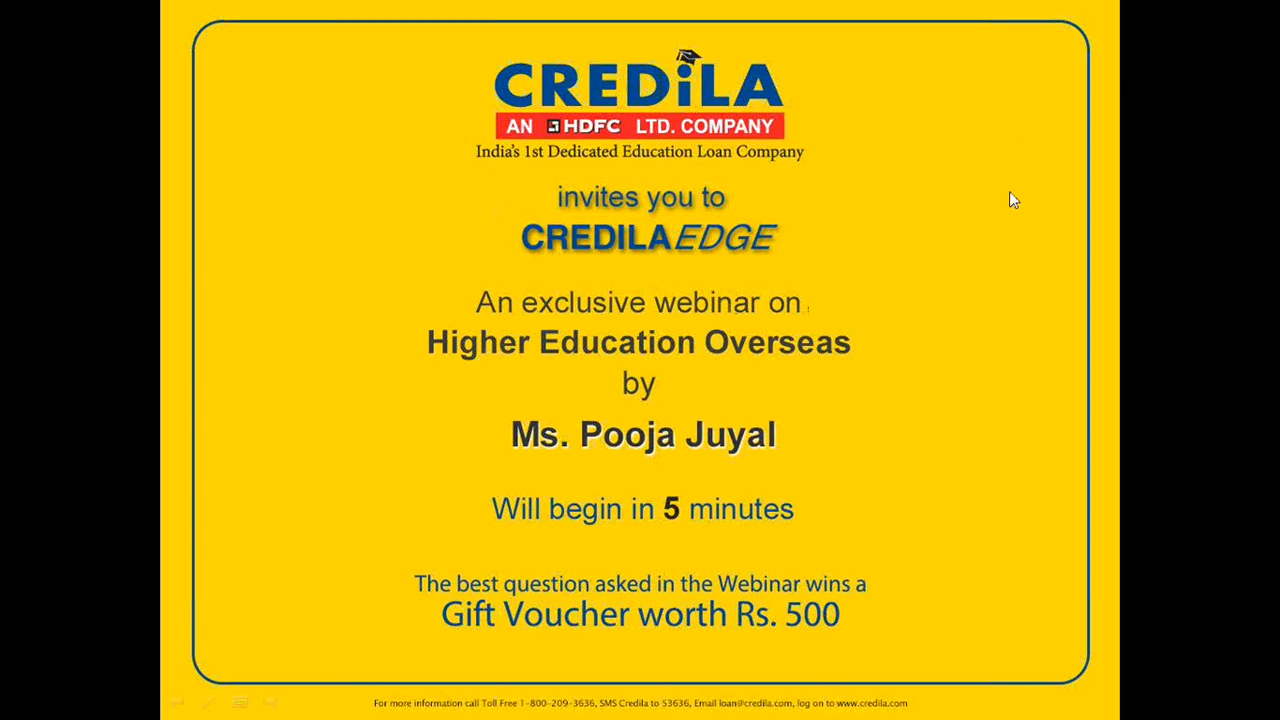 CREDiLA
AN HDFC LTD. COMPANY
India's 1st Dedicated Education Loan Company
invites you to
CREDILAEDGE
An exclusive webinar on
Higher Education Overseas
by
Ms. Pooja Juyal
Will begin in 5 minutes
The best question asked in the Webinar wins a
Gift Voucher worth Rs. 500
For more information call Toll Free 1-800-209-3636, SMS Credila to 53636, Email loan@credila.com, log on to www.credila.com